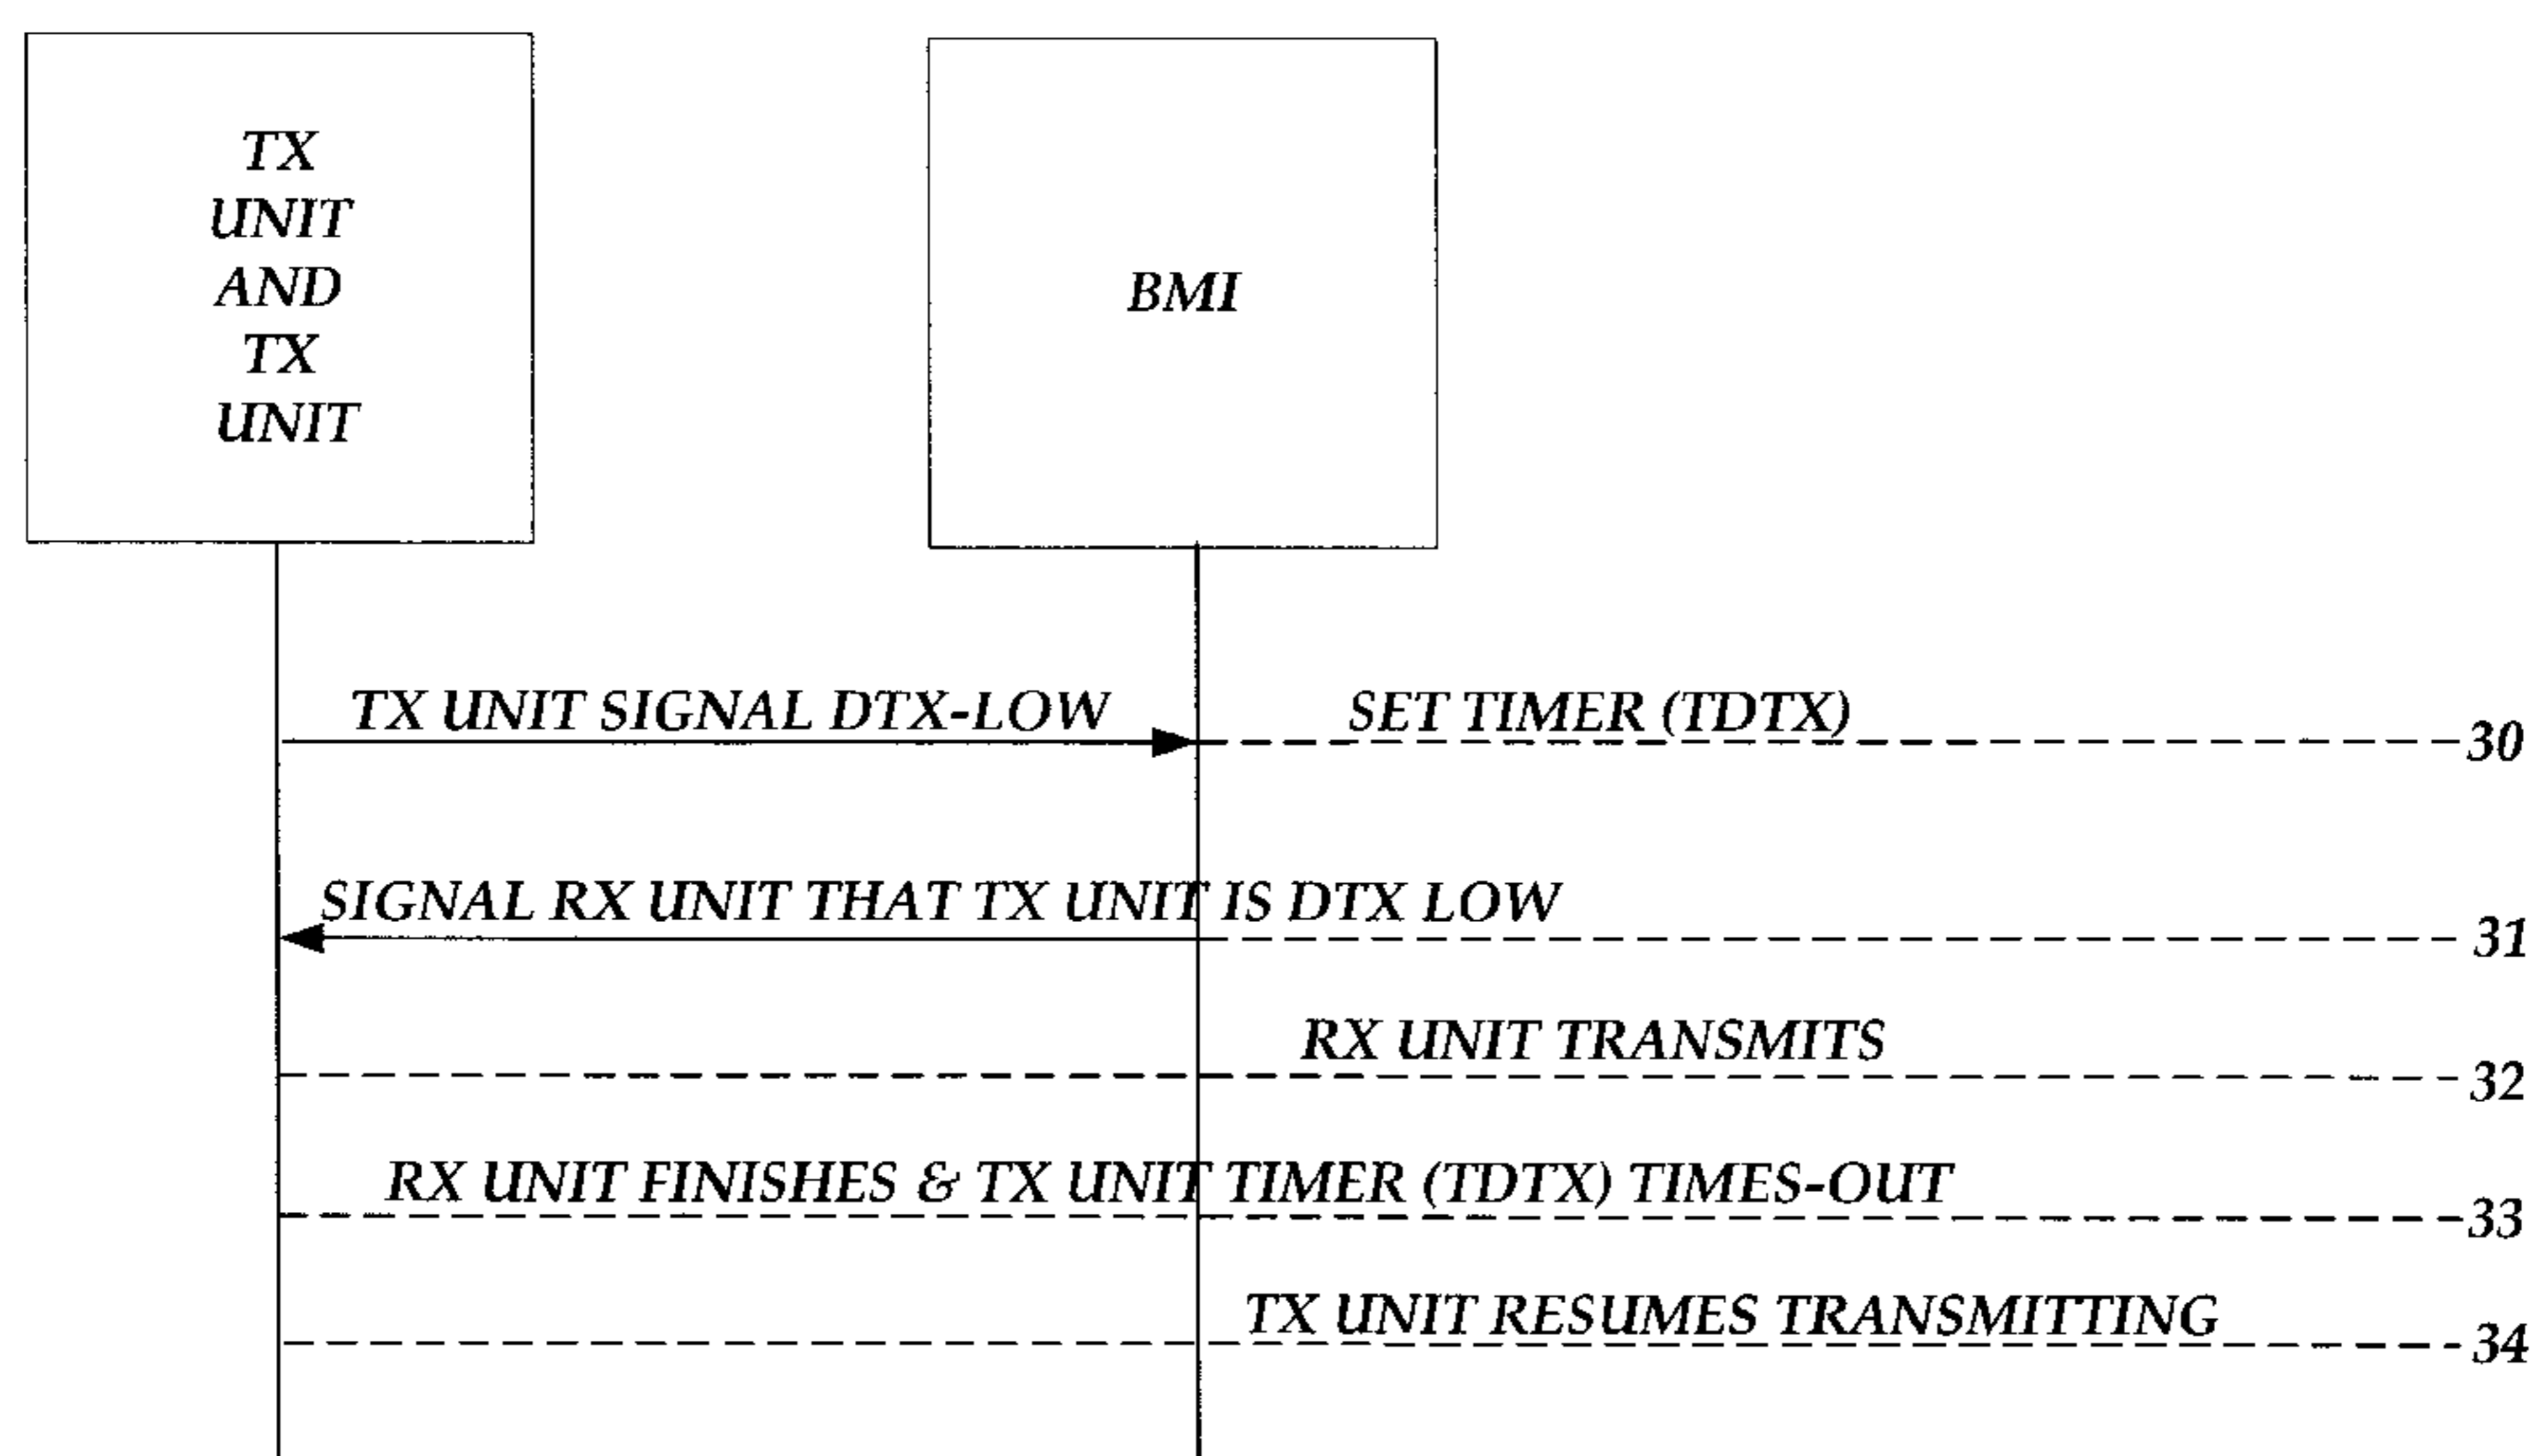 TX
UNIT
AND
TX
UNIT
BMI
TX UNIT SIGNAL DTX-LOW
SET TIMER (TDTX)
30
SIGNAL RX UNIT THAT TX UNIT IS DTX LOW
31
RX UNIT TRANSMITS
32
RX UNIT FINISHES & TX UNIT TIMER (TDTX) TIMES-OUT
33
TX UNIT RESUMES TRANSMITTING
34